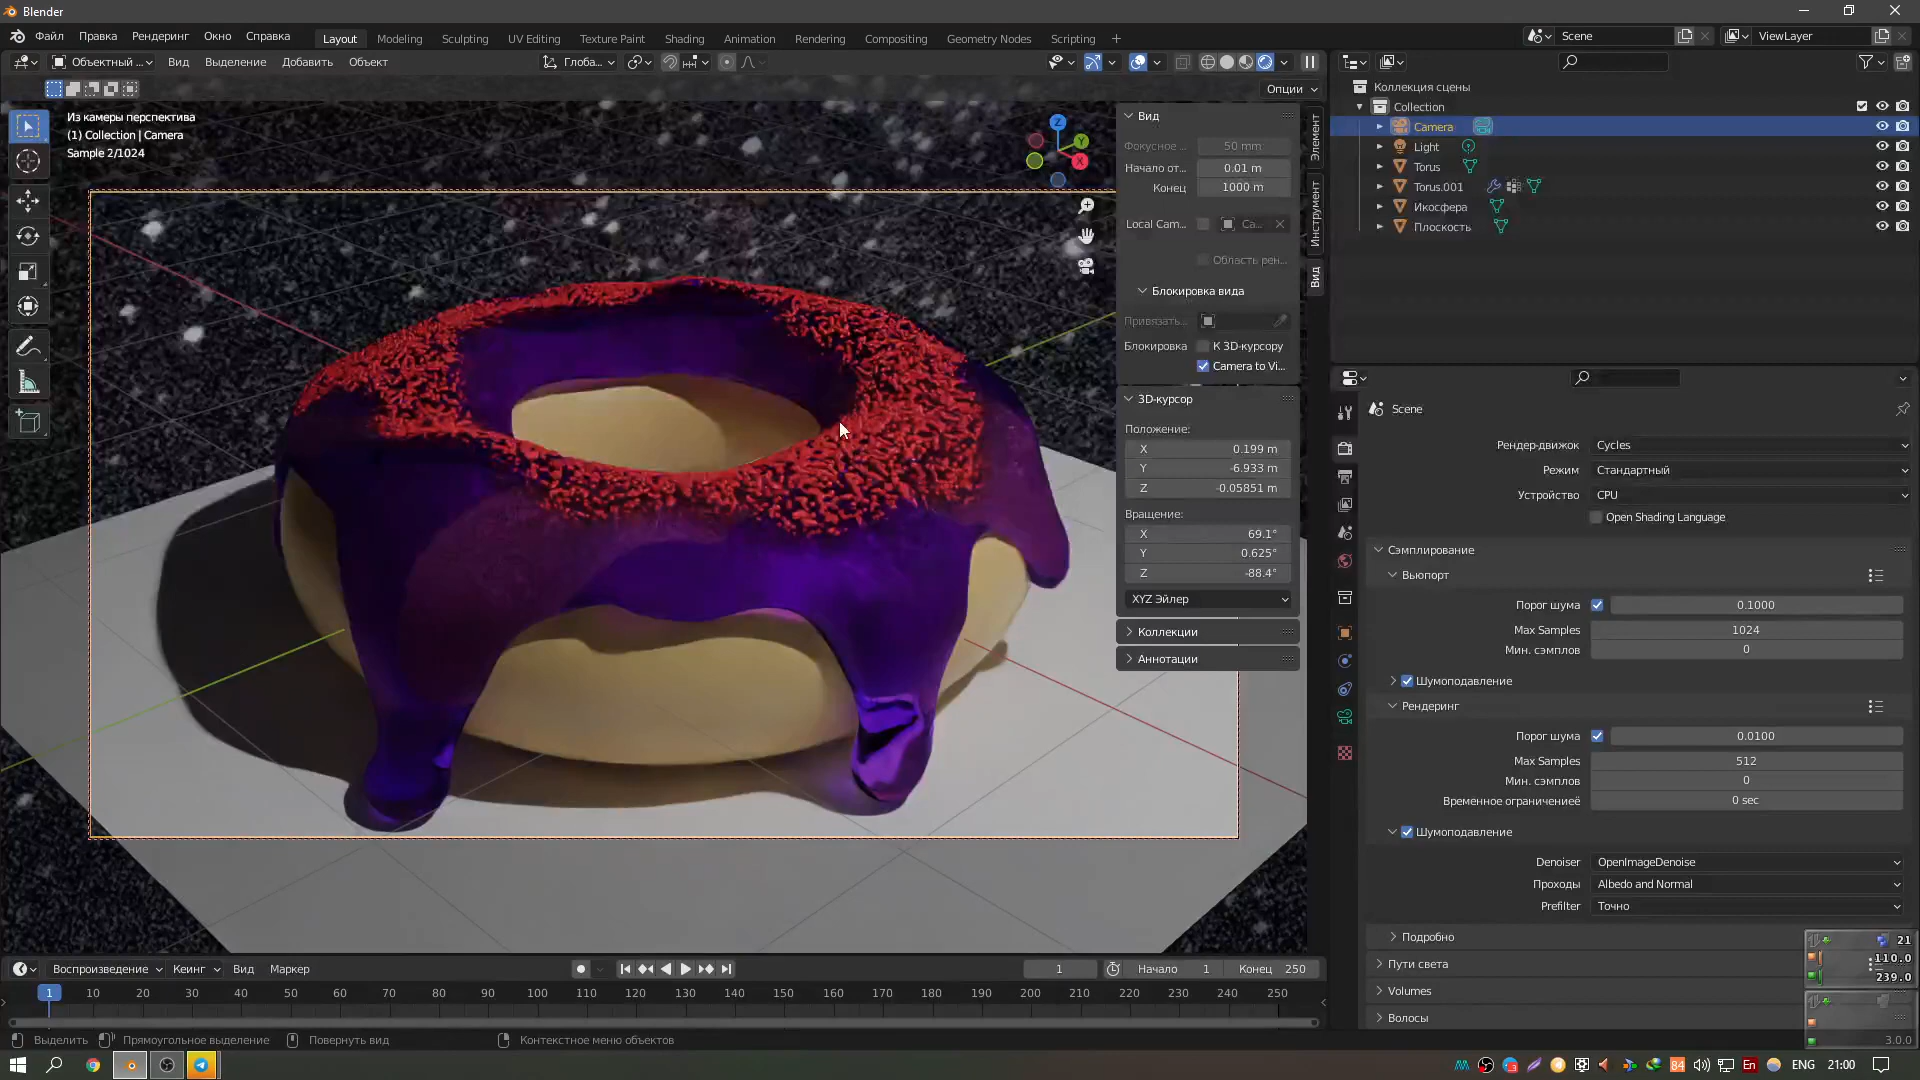 Blender
Файл Правка Рендеринг Окно Справка Layout Modeling Sculpting UV Editing Texture Paint Shading Animation Rendering Compositing Geometry Nodes Scripting + Scene ViewLayer
Объектный ... Вид Выделение Добавить Объект Глоба...
Опции
Из камеры перспектива
(1) Collection | Camera
Sample 2/1024
Z
Y
X
Вид
Фокусное ... 50 mm
Начало от... 0.01 m
Конец 1000 m
Local Cam... Ca...
Область рен...
Блокировка вида
Привязать...
Блокировка К 3D-курсору
Camera to Vi...
3D-курсор
Положение:
X 0.199 m
Y -6.933 m
Z -0.05851 m
Вращение:
X 69.1°
Y 0.625°
Z -88.4°
XYZ Эйлер
Коллекции
Аннотации
Элемент
Инструмент
Вид
Коллекция сцены
Collection
Camera
Light
Torus
Torus.001
Икосфера
Плоскость
Scene
Рендер-движок Cycles
Режим Стандартный
Устройство CPU
Open Shading Language
Сэмплирование
Вьюпорт
Порог шума 0.1000
Max Samples 1024
Мин. сэмплов 0
Шумоподавление
Рендеринг
Порог шума 0.0100
Max Samples 512
Мин. сэмплов 0
Временное ограничениеё 0 sec
Шумоподавление
Denoiser OpenImageDenoise
Проходы Albedo and Normal
Prefilter Точно
Подробно
Пути света
Volumes
Волосы
21
110.0
239.0
3.0.0
Воспроизведение Кеинг Вид Маркер 1 Начало 1 Конец 250
1 10 20 30 40 50 60 70 80 90 100 110 120 130 140 150 160 170 180 190 200 210 220 230 240 250
Выделить Прямоугольное выделение Повернуть вид Контекстное меню объектов
84 En ENG 21:00